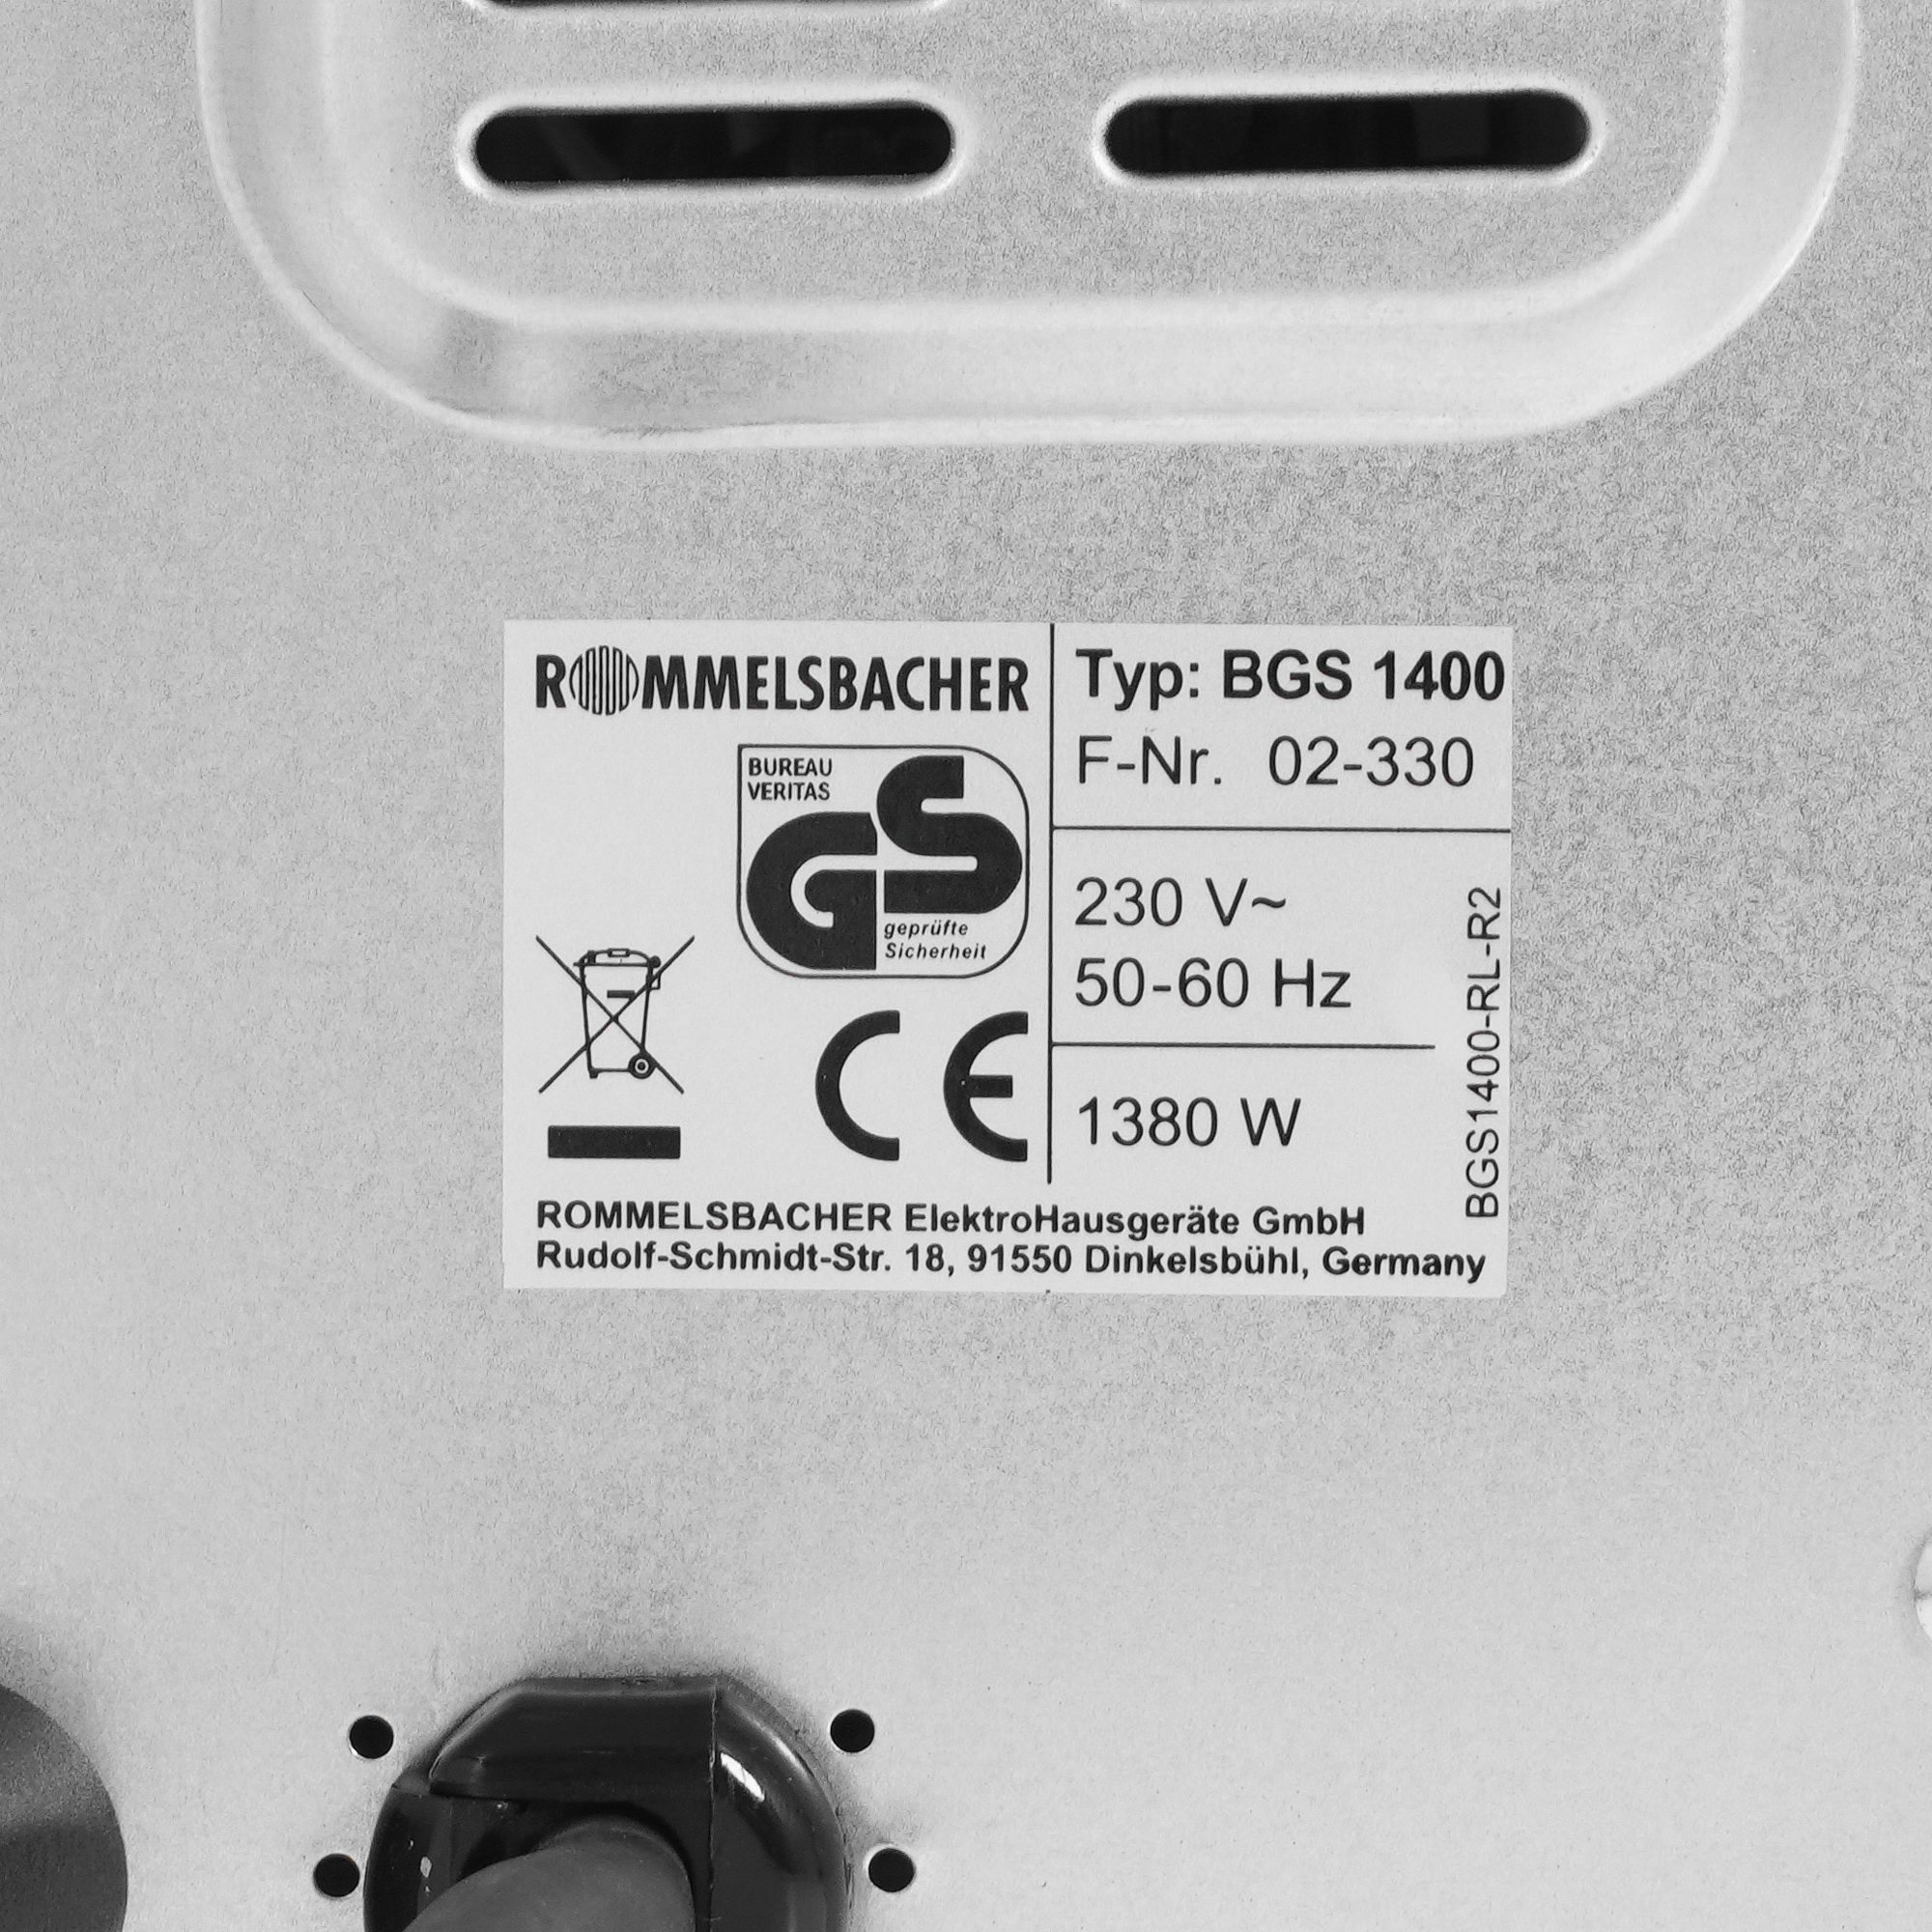 ROMMELSBACHER
BUREAU
VERITAS
GS
geprüfte
Sicherheit
CE
Typ: BGS 1400
F-Nr. 02-330
230 V~
50-60 Hz
1380 W
BGS1400-RL-R2
ROMMELSBACHER ElektroHausgeräte GmbH
Rudolf-Schmidt-Str. 18, 91550 Dinkelsbühl, Germany